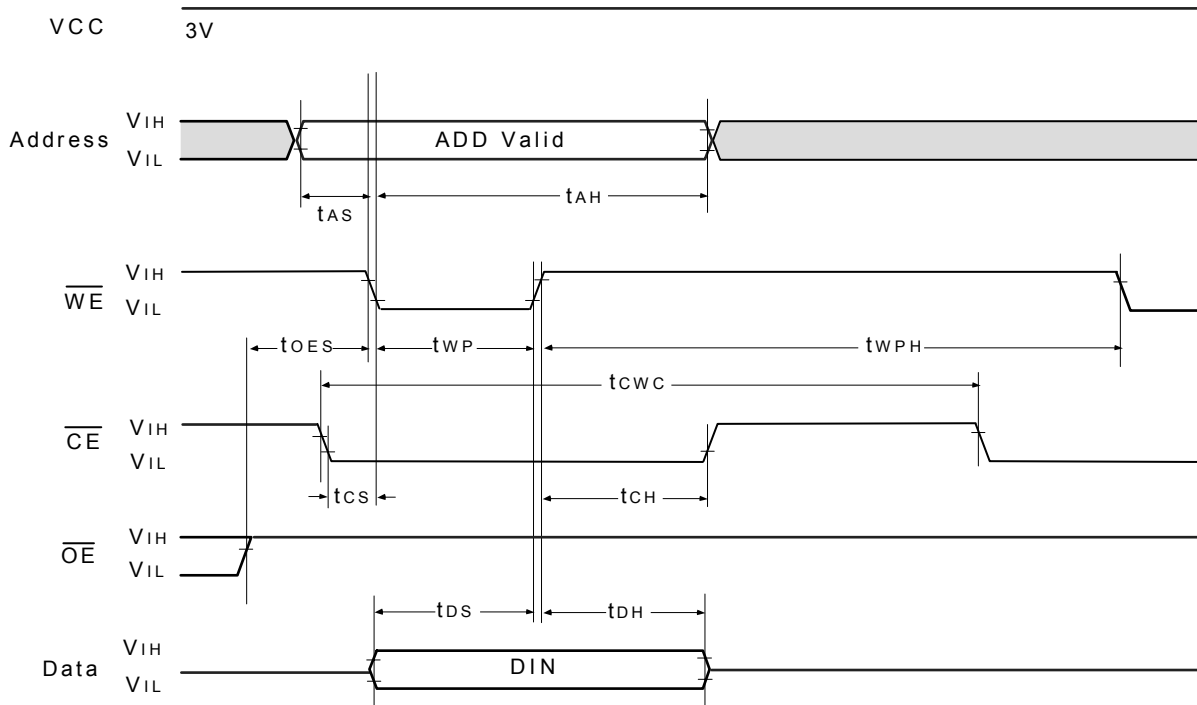 VCC 3V
Address VIH ADD Valid
VIL
tAS tAH
WE VIH
VIL
tOES tWP tWPH
tCWC
CE VIH
VIL
tCS tCH
OE VIH
VIL
tDS tDH
Data VIH DIN
VIL